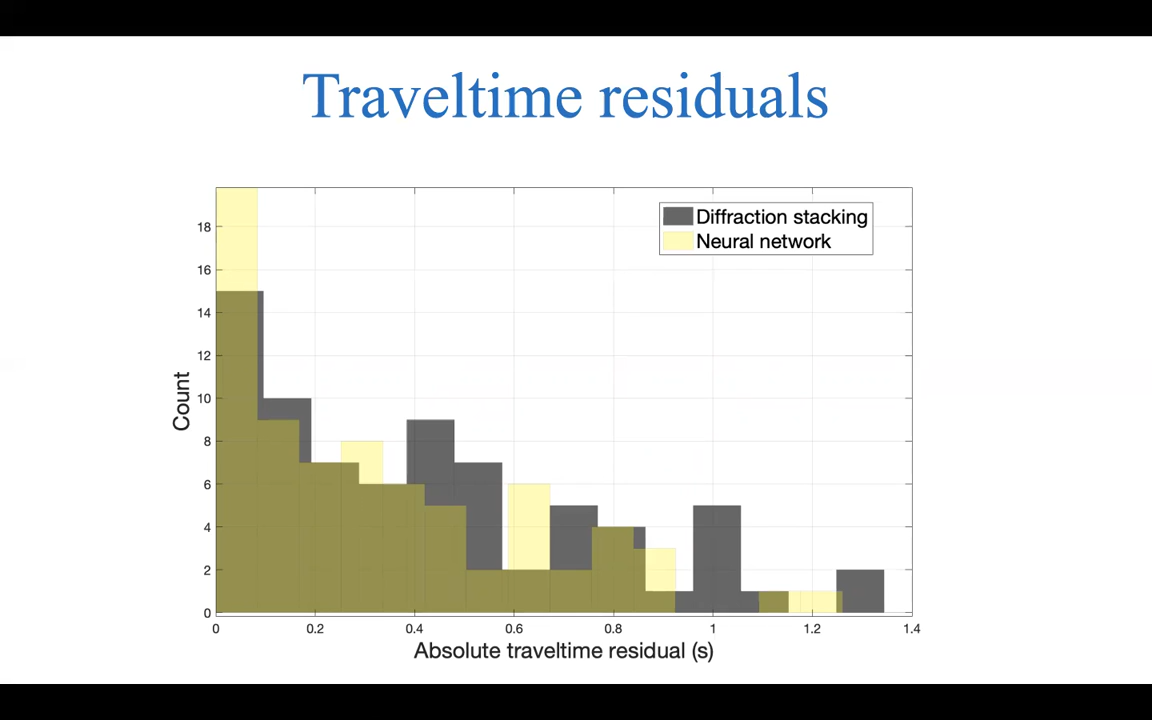 Traveltime residuals
Diffraction stacking
Neural network
18
16
14
12
10
8
6
4
2
0
Count
0 0.2 0.4 0.6 0.8 1 1.2 1.4
Absolute traveltime residual (s)